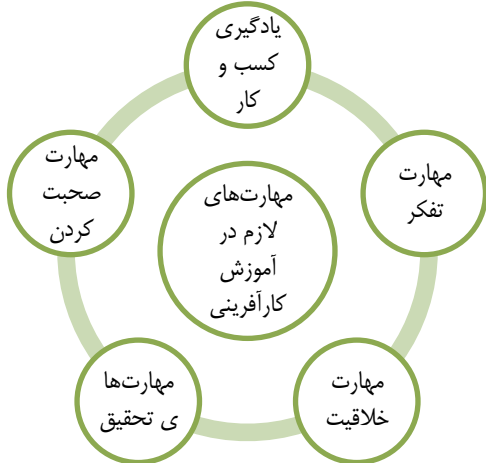 یادگیری
کسب و
کار
مهارت
تفکر
مهارت
خلاقیت
مهارت‌ها
ی تحقیق
مهارت
صحبت
کردن
مهارت‌های
لازم در
آموزش
کارآفرینی